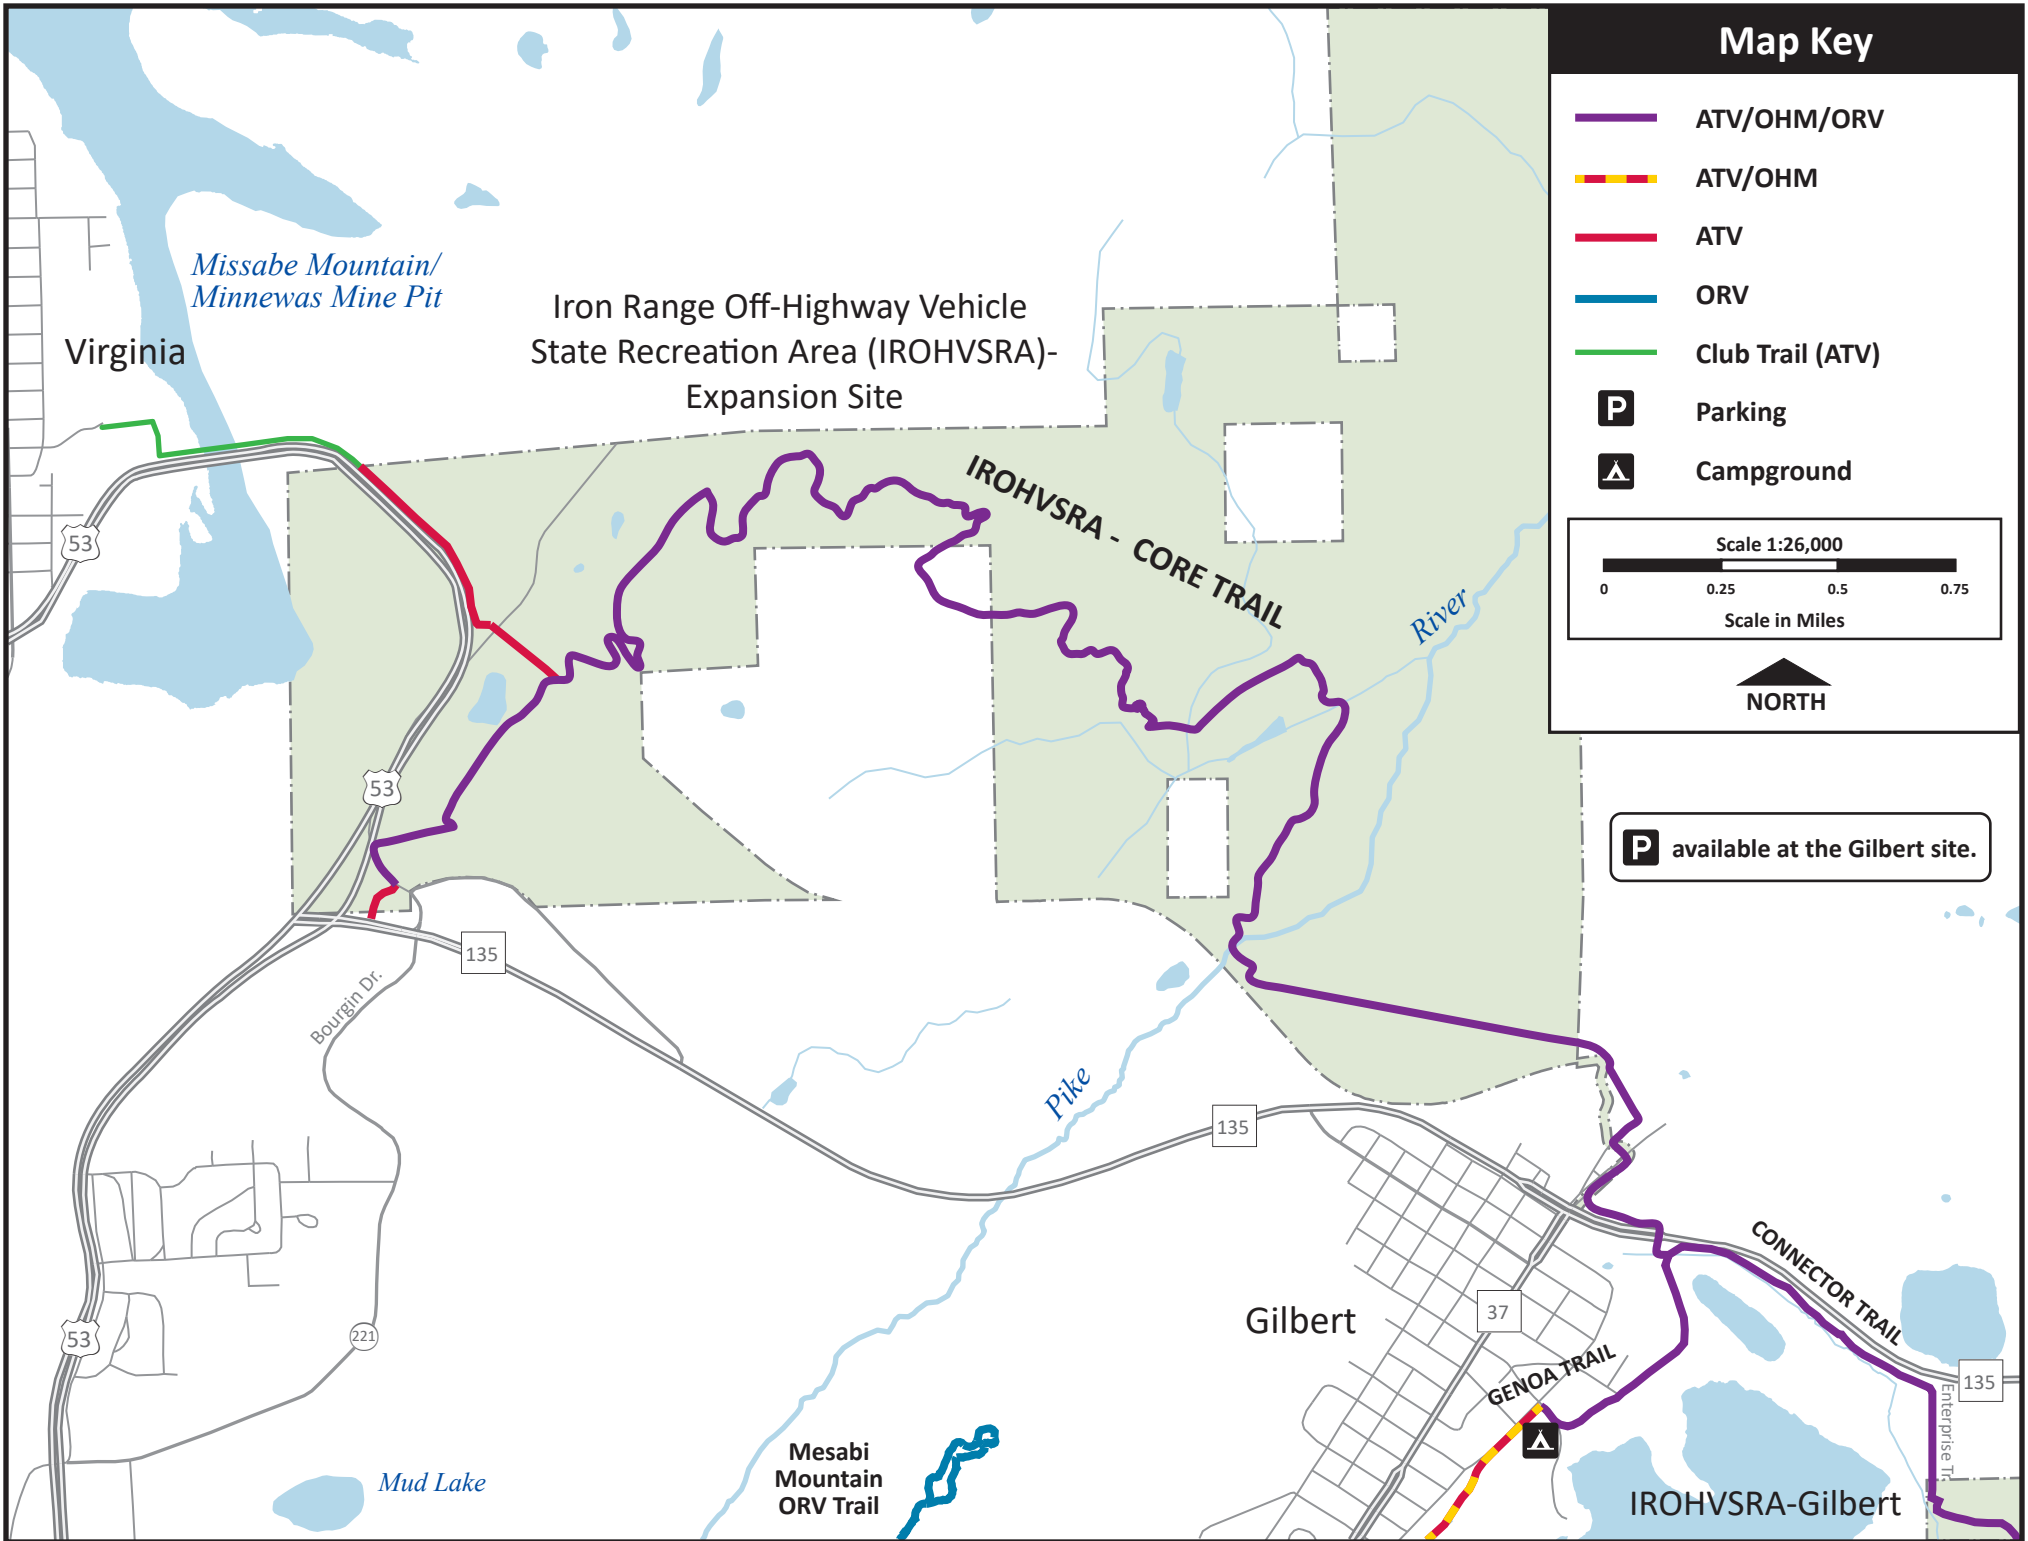 Map Key
ATV/OHM/ORV
ATV/OHM
ATV
ORV
Club Trail (ATV)
P
Parking
Campground
Scale 1:26,000
0 0.25 0.5 0.75
Scale in Miles
NORTH
P available at the Gilbert site.
Missabe Mountain/
Minnewas Mine Pit
Virginia
Iron Range Off-Highway Vehicle
State Recreation Area (IROHVSRA)-
Expansion Site
IROHVSRA - CORE TRAIL
53
River
53
135
Bourgin Dr.
Pike
135
CONNECTOR TRAIL
37
Gilbert
53
221
GENOA TRAIL
135
Enterprise Tr.
Mesabi
Mountain
ORV Trail
Mud Lake
IROHVSRA-Gilbert